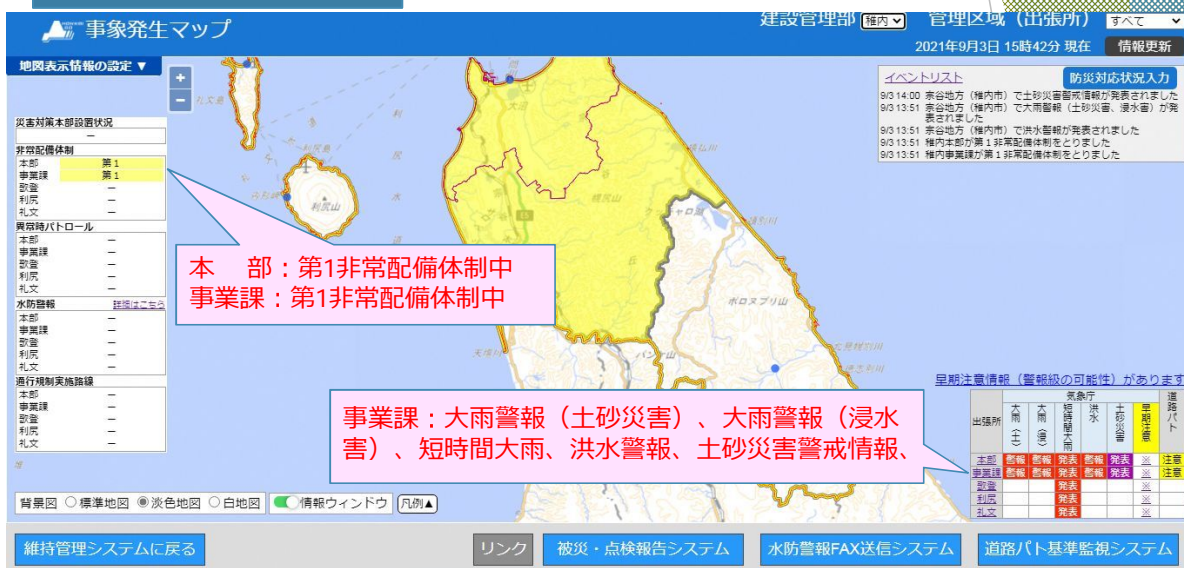 事象発生マップ
建設管理部 稚内 管理区域（出張所） すべて
2021年9月3日 15時42分 現在 情報更新
地図表示情報の設定 ▼
+
−
災害対策本部設置状況
―
非常配備体制
本部 第1
事業課 第1
歌登 ―
利尻 ―
礼文 ―
異常時パトロール
本部 ―
事業課 ―
歌登 ―
利尻 ―
礼文 ―
水防警報 詳細はこちら
本部 ―
事業課 ―
歌登 ―
利尻 ―
礼文 ―
通行規制実施路線
本部 ―
事業課 ―
歌登 ―
利尻 ―
礼文 ―
イベントリスト 防災対応状況入力
9/3 14:00 宗谷地方（稚内市）で土砂災害警戒情報が発表されました
9/3 13:51 宗谷地方（稚内市）で大雨警報（土砂災害、浸水害）が発
表されました
9/3 13:51 宗谷地方（稚内市）で洪水警報が発表されました
9/3 13:51 稚内本部が第1非常配備体制をとりました
9/3 13:51 稚内事業課が第1非常配備体制をとりました
利尻山
ポロヌプリ山
パンケ山
本　部：第1非常配備体制中
事業課：第1非常配備体制中
事業課：大雨警報（土砂災害）、大雨警報（浸水
害）、短時間大雨、洪水警報、土砂災害警戒情報、
早期注意情報（警報級の可能性）があります
出張所 気象庁 道路パト
大雨（土） 大雨（浸） 短時間大雨 洪水 土砂災害 早期注意
本部 警報 警報 発表 警報 発表 ※ 注意
事業課 警報 警報 発表 警報 発表 ※ 注意
歌登 発表 ※
利尻 発表 ※
礼文 発表 ※
背景図 ○標準地図 ◉淡色地図 ○白地図 情報ウィンドウ 凡例▲
維持管理システムに戻る リンク 被災・点検報告システム 水防警報FAX送信システム 道路パト基準監視システム